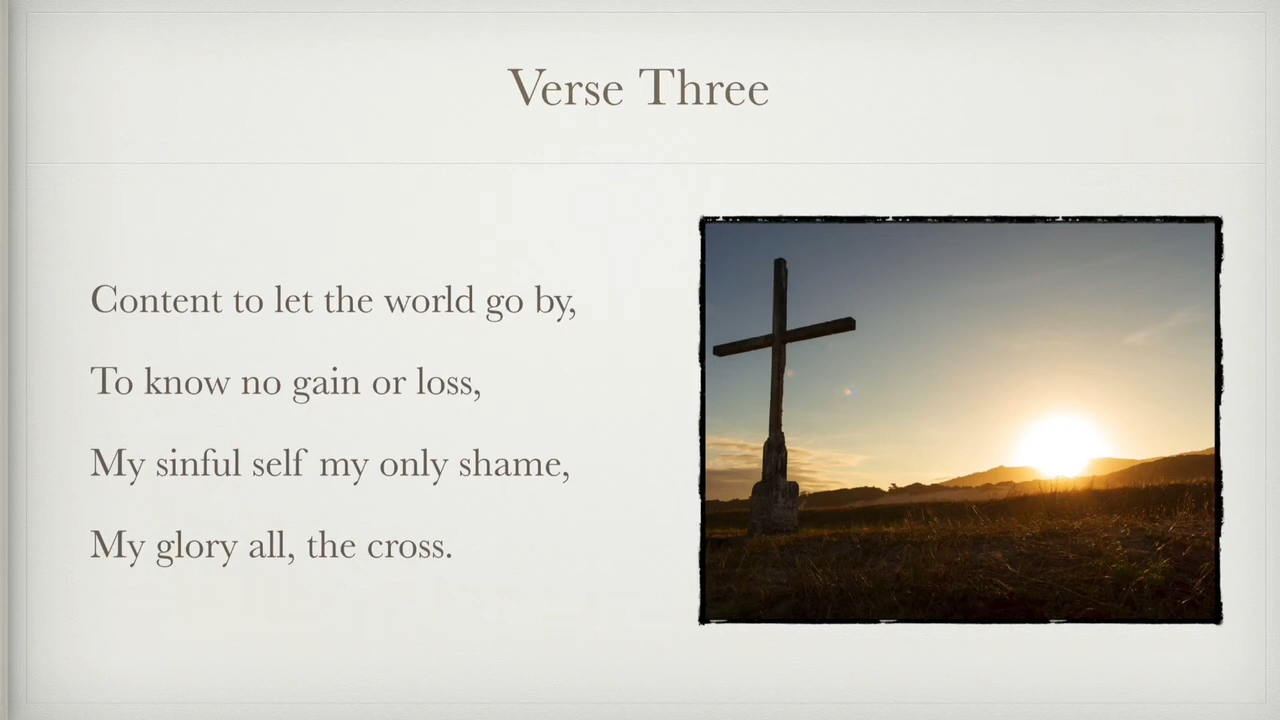 Verse Three
Content to let the world go by,
To know no gain or loss,
My sinful self my only shame,
My glory all, the cross.